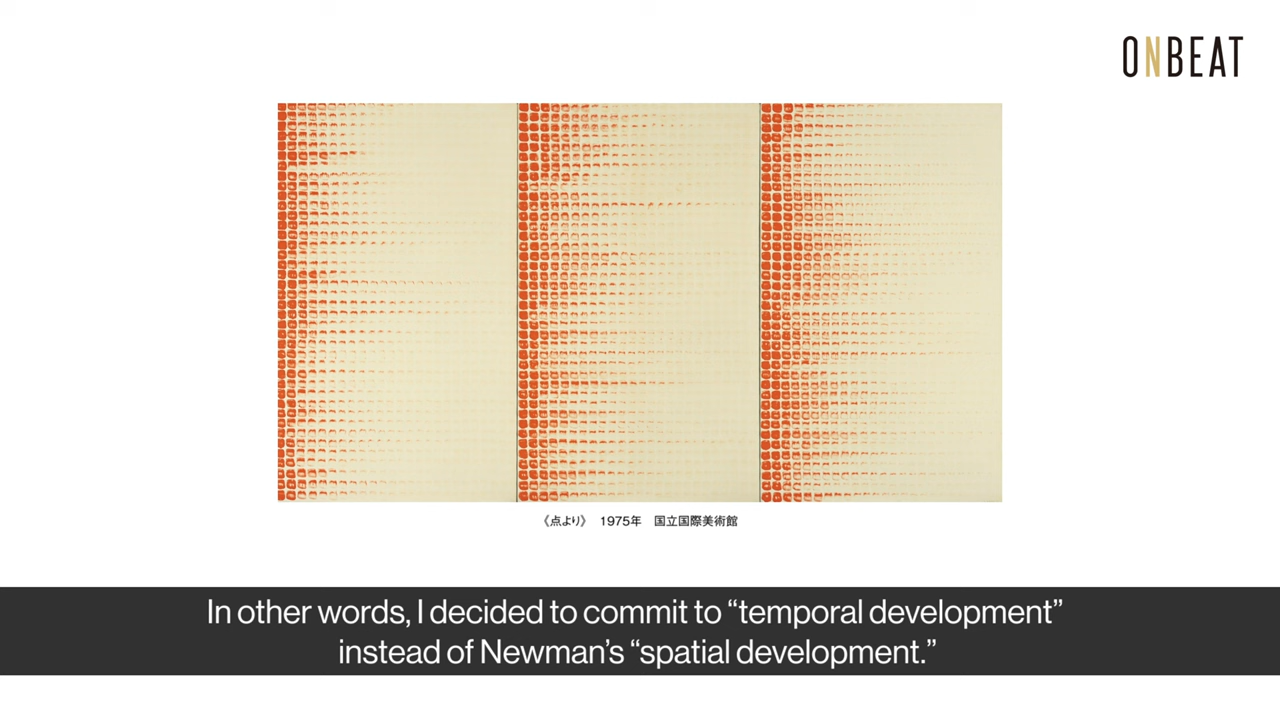 ONBEAT
《点より》 1975年 国立国際美術館
In other words, I decided to commit to “temporal development”
instead of Newman’s “spatial development.”